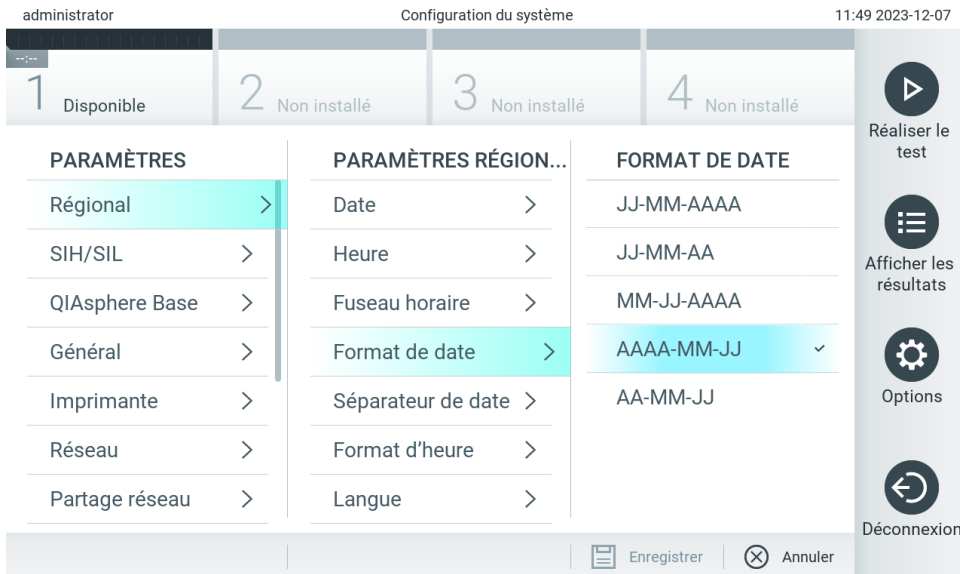 administrator
Configuration du système
11:49 2023-12-07
--:--
1 Disponible
2 Non installé
3 Non installé
4 Non installé
PARAMÈTRES
Régional
SIH/SIL
QIAsphere Base
Général
Imprimante
Réseau
Partage réseau
PARAMÈTRES RÉGION...
Date
Heure
Fuseau horaire
Format de date
Séparateur de date
Format d’heure
Langue
FORMAT DE DATE
JJ-MM-AAAA
JJ-MM-AA
MM-JJ-AAAA
AAAA-MM-JJ
AA-MM-JJ
Réaliser le
test
Afficher les
résultats
Options
Déconnexion
Enregistrer
Annuler